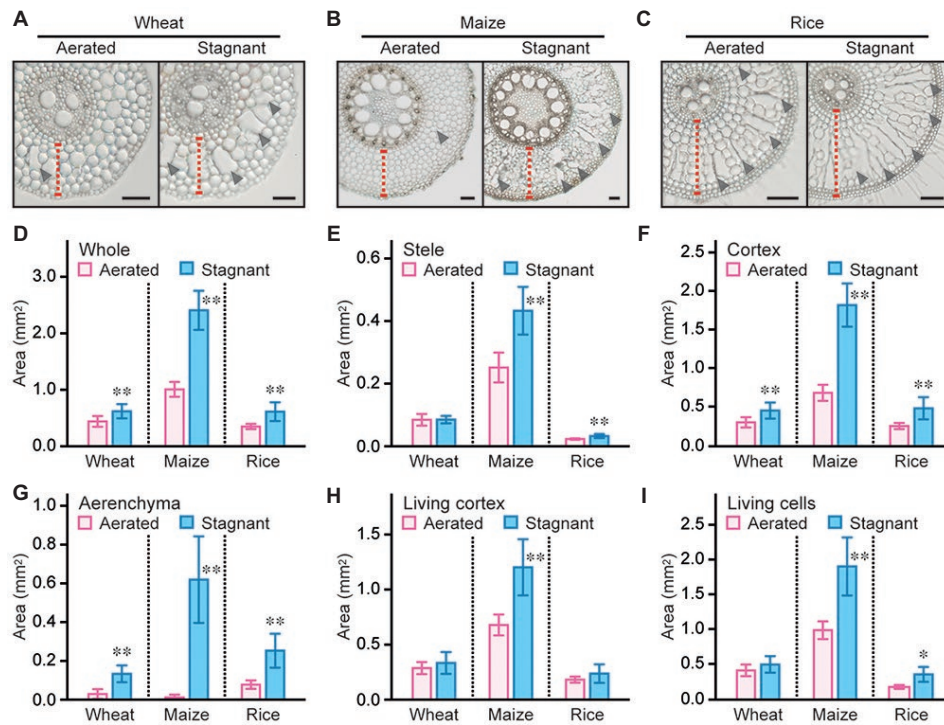 A Wheat
Aerated Stagnant
B Maize
Aerated Stagnant
C Rice
Aerated Stagnant
D Whole
Aerated Stagnant
Area (mm²)
3.0
2.0
1.0
0.0
** ** **
Wheat Maize Rice
E Stele
Aerated Stagnant
Area (mm²)
0.6
0.4
0.2
0.0
** **
Wheat Maize Rice
F Cortex
Aerated Stagnant
Area (mm²)
2.5
2.0
1.5
1.0
0.5
0.0
** ** **
Wheat Maize Rice
G Aerenchyma
Aerated Stagnant
Area (mm²)
1.0
0.8
0.6
0.4
0.2
0.0
** ** **
Wheat Maize Rice
H Living cortex
Aerated Stagnant
Area (mm²)
1.5
1.0
0.5
0.0
**
Wheat Maize Rice
I Living cells
Aerated Stagnant
Area (mm²)
2.5
2.0
1.5
1.0
0.5
0.0
** *
Wheat Maize Rice